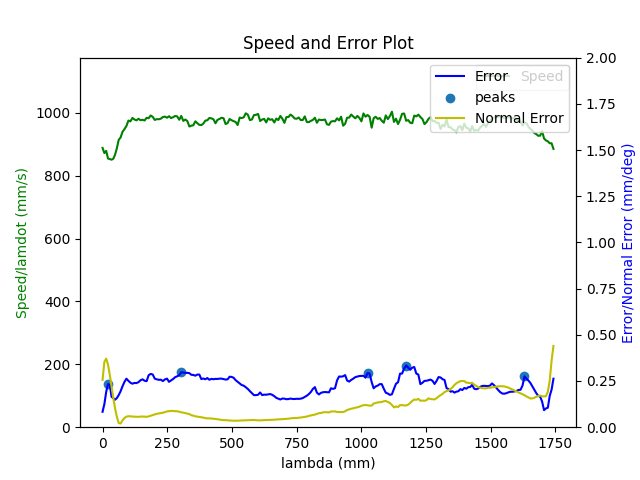 Speed and Error Plot
Error
Speed
peaks
Normal Error
Speed/lamdot (mm/s)
1000
800
600
400
200
0
2.00
1.75
1.50
1.25
1.00
0.75
0.50
0.25
0.00
Error/Normal Error (mm/deg)
0 250 500 750 1000 1250 1500 1750
lambda (mm)